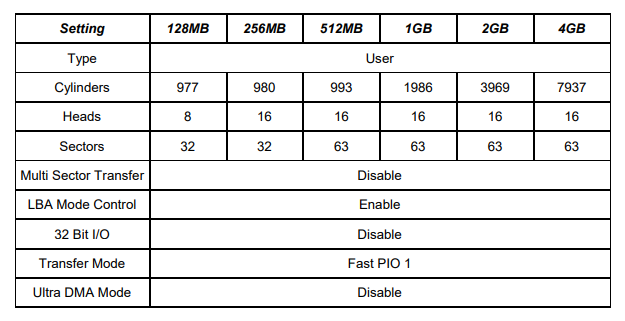 Setting 128MB 256MB 512MB 1GB 2GB 4GB
Type User
Cylinders 977 980 993 1986 3969 7937
Heads 8 16 16 16 16 16
Sectors 32 32 63 63 63 63
Multi Sector Transfer Disable
LBA Mode Control Enable
32 Bit I/O Disable
Transfer Mode Fast PIO 1
Ultra DMA Mode Disable